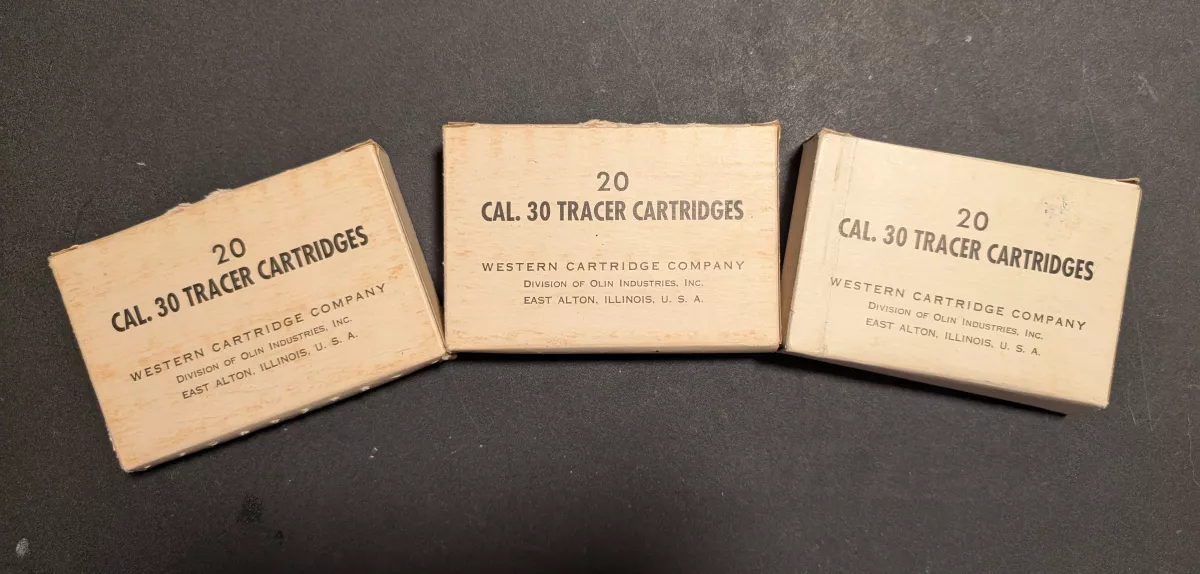 20
CAL. 30 TRACER CARTRIDGES
WESTERN CARTRIDGE COMPANY
DIVISION OF OLIN INDUSTRIES, INC.
EAST ALTON, ILLINOIS, U. S. A.
20
CAL. 30 TRACER CARTRIDGES
WESTERN CARTRIDGE COMPANY
DIVISION OF OLIN INDUSTRIES, INC.
EAST ALTON, ILLINOIS, U. S. A.
20
CAL. 30 TRACER CARTRIDGES
WESTERN CARTRIDGE COMPANY
DIVISION OF OLIN INDUSTRIES, INC.
EAST ALTON, ILLINOIS, U. S. A.